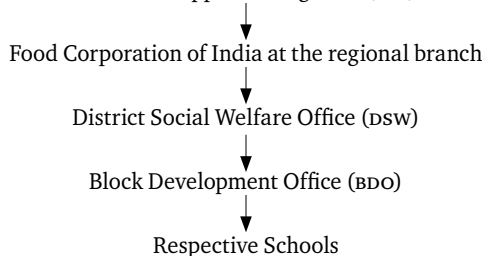 Food Corporation of India at the regional branch
District Social Welfare Office (DSW)
Block Development Office (BDO)
Respective Schools